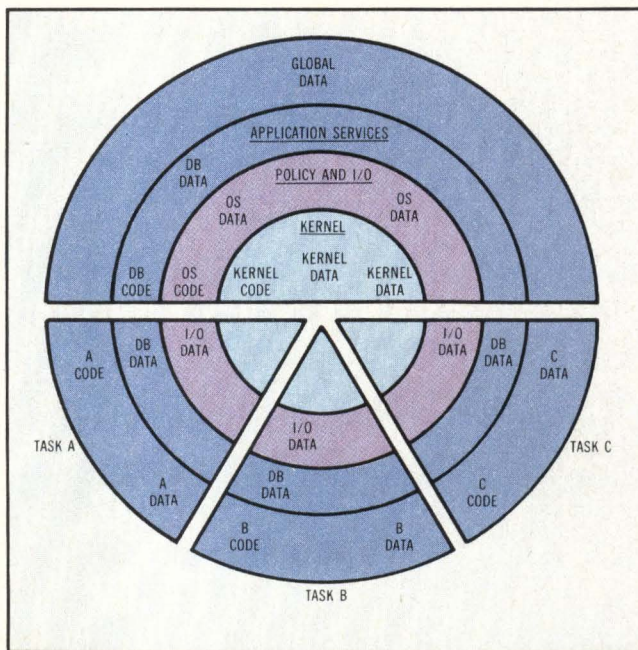 GLOBAL
DATA
APPLICATION SERVICES
DB
DATA
POLICY AND I/O
OS
DATA
OS
DATA
KERNEL
KERNEL
DATA
DB
CODE
OS
CODE
KERNEL
CODE
KERNEL
DATA
A
CODE
DB
DATA
I/O
DATA
I/O
DATA
DB
DATA
C
DATA
TASK A
TASK C
I/O
DATA
A
DATA
DB
DATA
C
CODE
B
CODE
B
DATA
TASK B